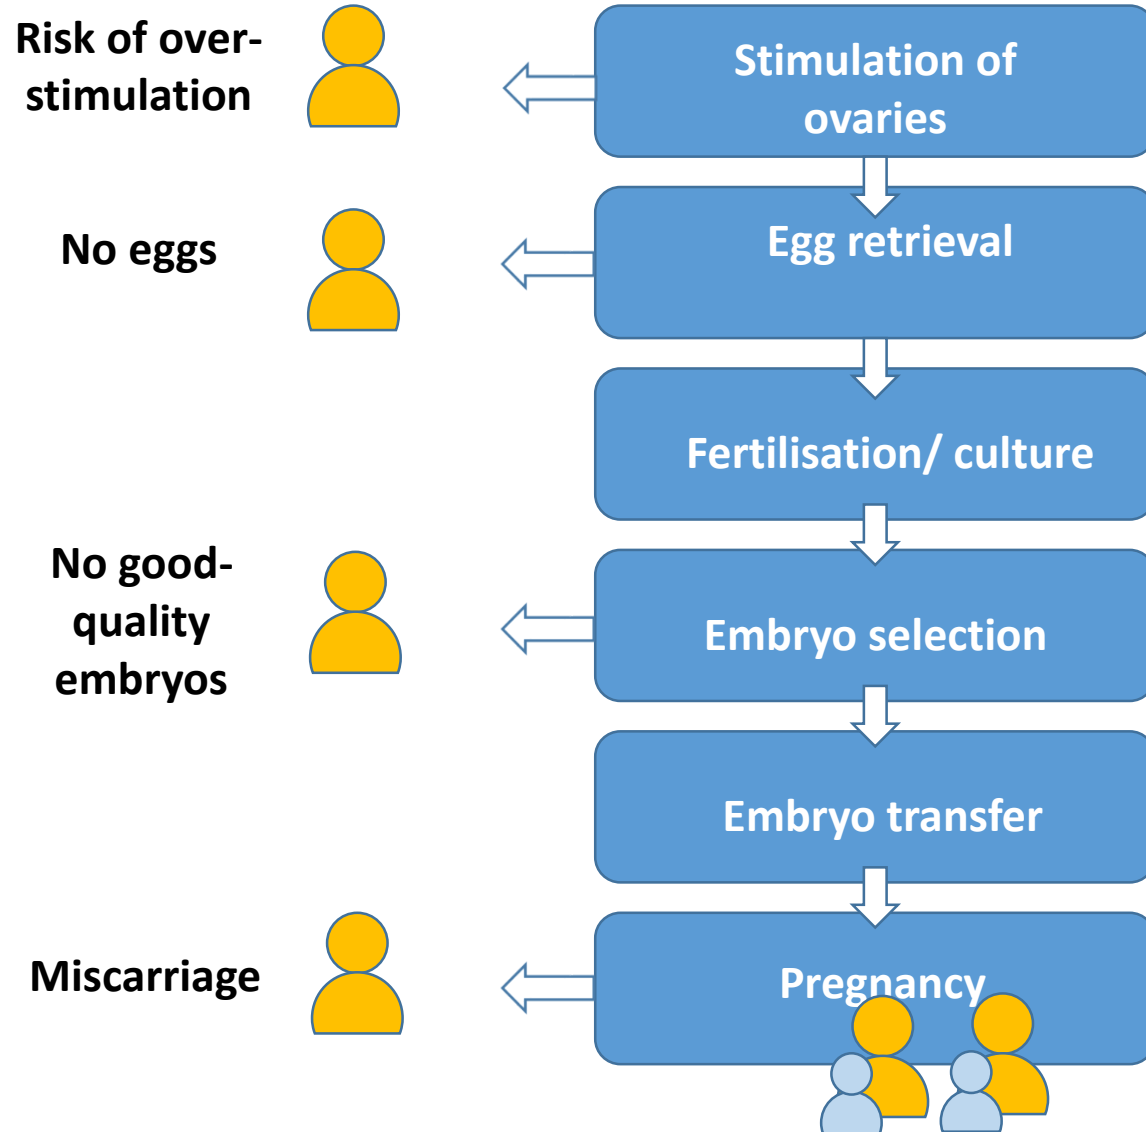 Risk of over-
stimulation
Stimulation of
ovaries
No eggs
Egg retrieval
Fertilisation/ culture
No good-
quality
embryos
Embryo selection
Embryo transfer
Miscarriage
Pregnancy